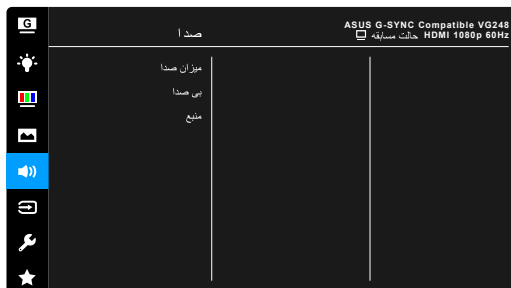 G
صدا
ASUS G-SYNC Compatible VG248
HDMI 1080p 60Hz حالت مسابقه
میزان صدا
بی صدا
منبع